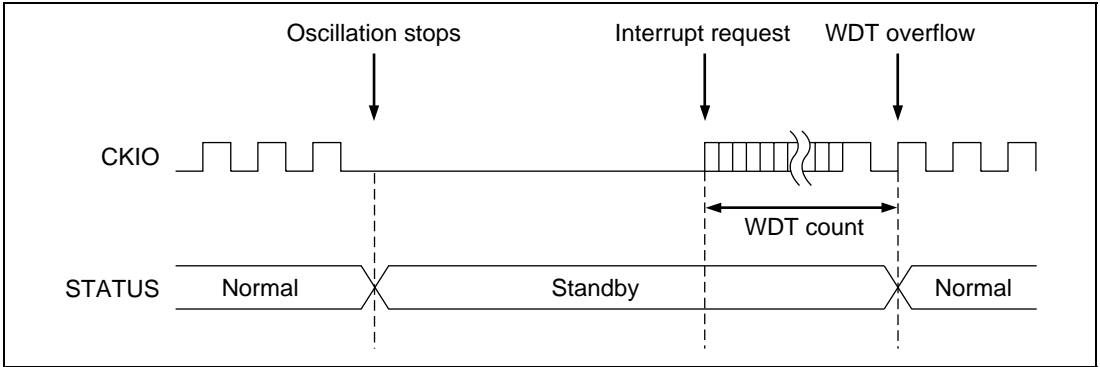 Oscillation stops
Interrupt request
WDT overflow
CKIO
WDT count
STATUS
Normal
Standby
Normal